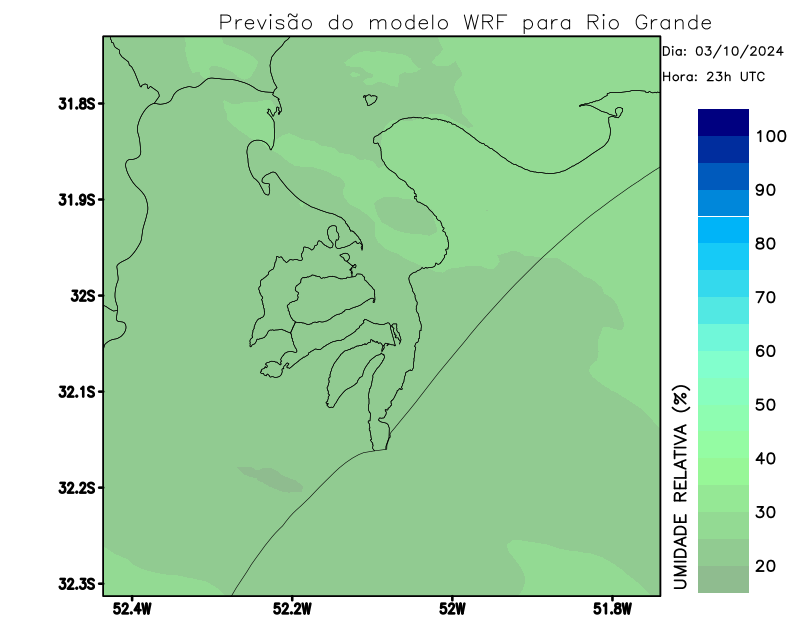 Previsão do modelo WRF para Rio Grande
Dia: 03/10/2024
Hora: 23h UTC
31.8S
31.9S
32S
32.1S
32.2S
32.3S
52.4W
52.2W
52W
51.8W
100
90
80
70
60
50
40
30
20
UMIDADE RELATIVA (%)